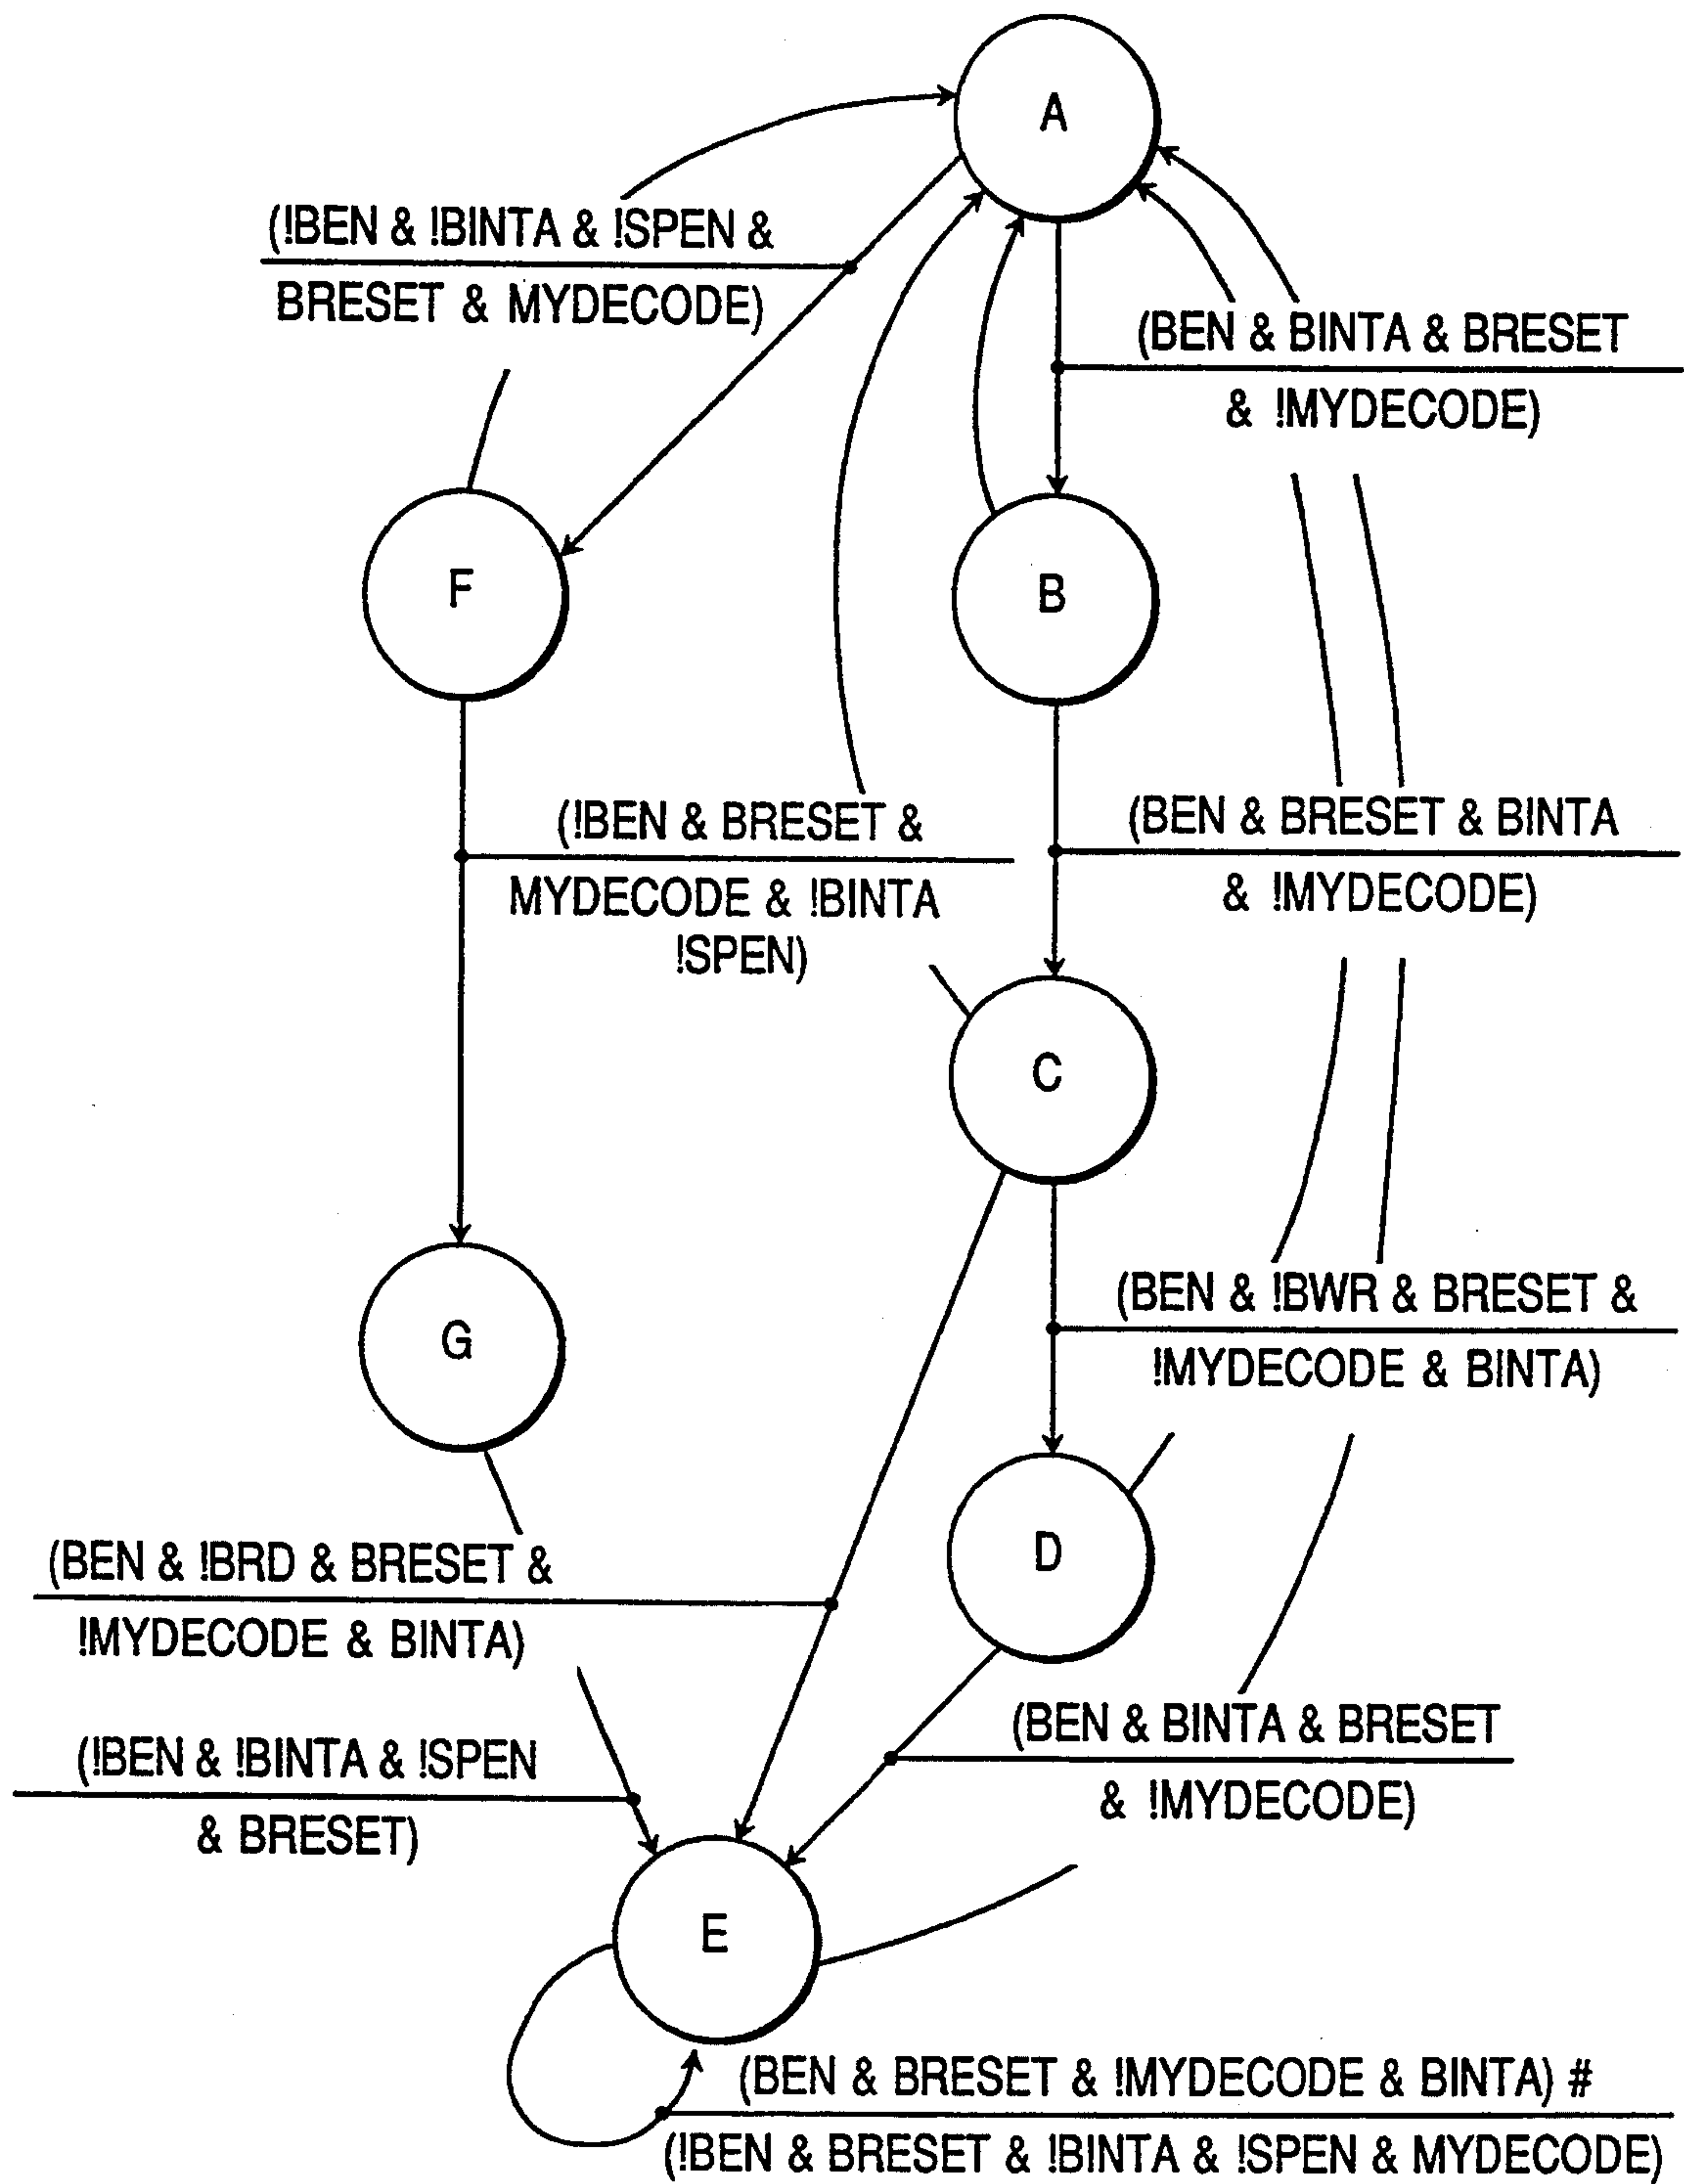 A
(!BEN & !BINTA & !SPEN &
BRESET & MYDECODE)
(BEN & BINTA & BRESET
& !MYDECODE)
F
B
(!BEN & BRESET &
MYDECODE & !BINTA
!SPEN)
(BEN & BRESET & BINTA
& !MYDECODE)
C
G
(BEN & !BWR & BRESET &
!MYDECODE & BINTA)
D
(BEN & !BRD & BRESET &
!MYDECODE & BINTA)
(!BEN & !BINTA & !SPEN
& BRESET)
(BEN & BINTA & BRESET
& !MYDECODE)
E
(BEN & BRESET & !MYDECODE & BINTA) #
(!BEN & BRESET & !BINTA & !SPEN & MYDECODE)